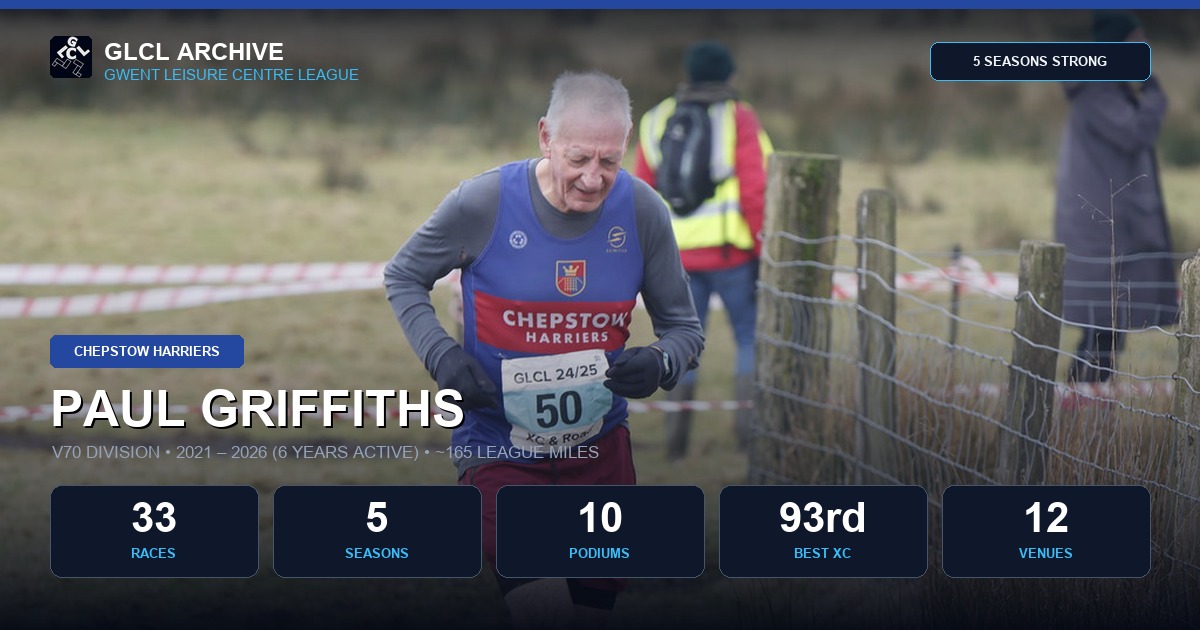 GLCL ARCHIVE
GWENT LEISURE CENTRE LEAGUE
5 SEASONS STRONG
CHEPSTOW
HARRIERS
GLCL 24/25
50
XC & Road
CHEPSTOW HARRIERS
PAUL GRIFFITHS
V70 DIVISION • 2021 – 2026 (6 YEARS ACTIVE) • ~165 LEAGUE MILES
33
RACES
5
SEASONS
10
PODIUMS
93rd
BEST XC
12
VENUES